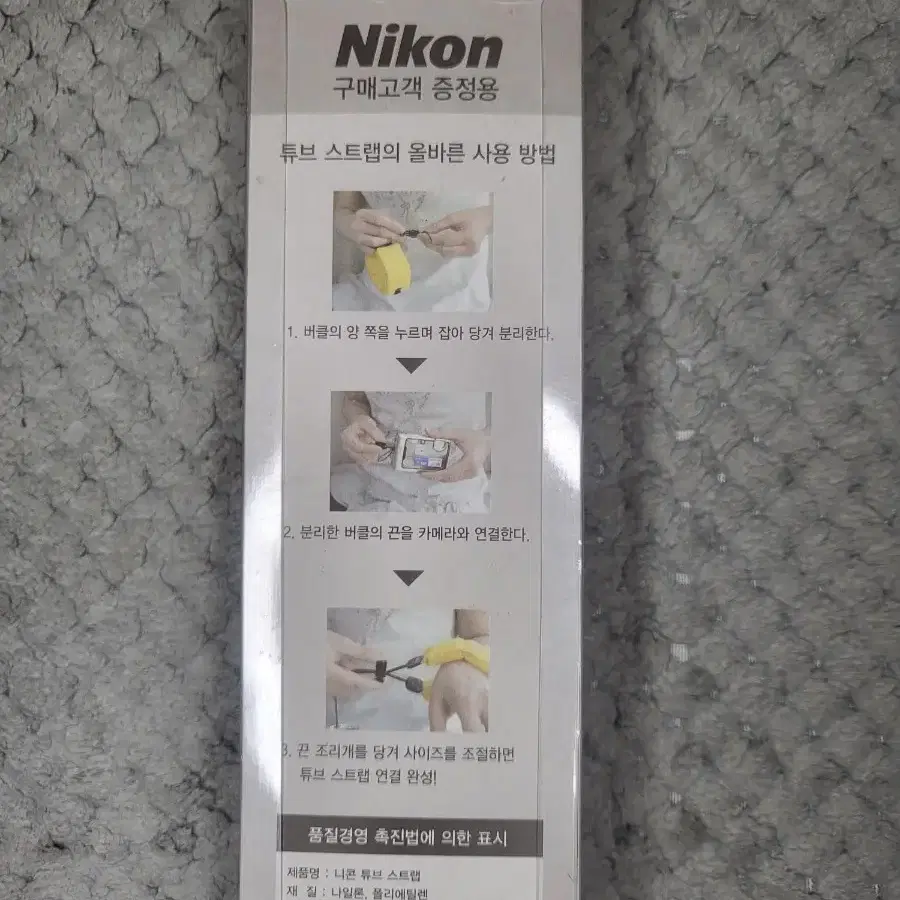 Nikon
구매고객 증정용
튜브 스트랩의 올바른 사용 방법
1. 버클의 양 쪽을 누르며 잡아 당겨 분리한다.
2. 분리한 버클의 끈을 카메라와 연결한다.
3. 끈 조리개를 당겨 사이즈를 조절하면
튜브 스트랩 연결 완성!
품질경영 촉진법에 의한 표시
제품명 : 니콘 튜브 스트랩
재 질 : 나일론, 폴리에틸렌